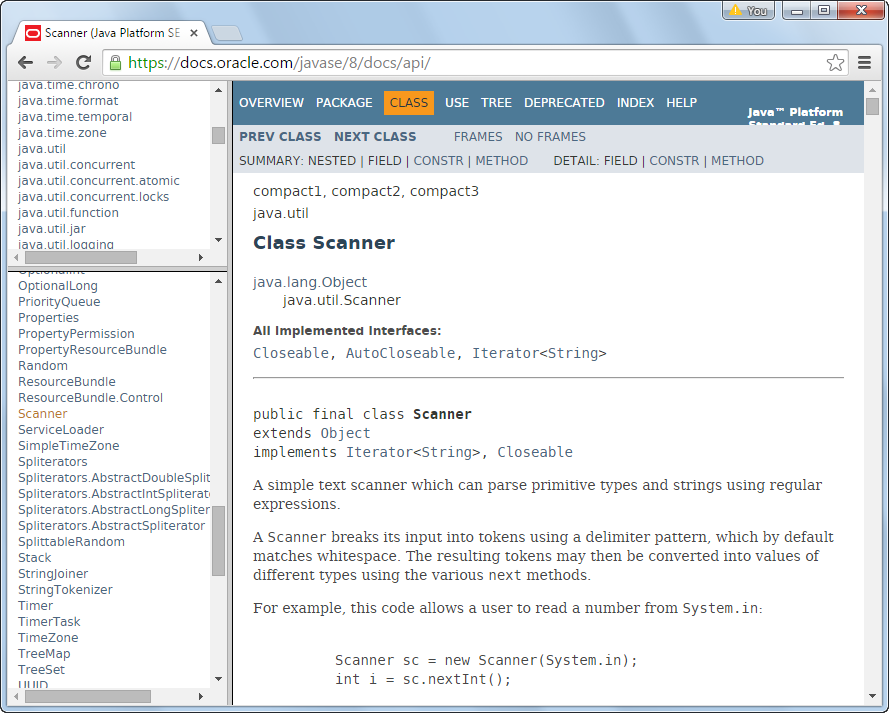 You
Scanner (Java Platform SE
https://docs.oracle.com/javase/8/docs/api/
java.time.chrono
java.time.format
java.time.temporal
java.time.zone
java.util
java.util.concurrent
java.util.concurrent.atomic
java.util.concurrent.locks
java.util.function
java.util.jar
java.util.logging
OptionalInt
OptionalLong
PriorityQueue
Properties
PropertyPermission
PropertyResourceBundle
Random
ResourceBundle
ResourceBundle.Control
Scanner
ServiceLoader
SimpleTimeZone
Spliterators
Spliterators.AbstractDoubleSplit
Spliterators.AbstractIntSpliterato
Spliterators.AbstractLongSpliter
Spliterators.AbstractSpliterator
SplittableRandom
Stack
StringJoiner
StringTokenizer
Timer
TimerTask
TimeZone
TreeMap
TreeSet
UUID
OVERVIEW PACKAGE CLASS USE TREE DEPRECATED INDEX HELP
Java™ Platform
Standard Ed. 8
PREV CLASS NEXT CLASS FRAMES NO FRAMES
SUMMARY: NESTED | FIELD | CONSTR | METHOD DETAIL: FIELD | CONSTR | METHOD
compact1, compact2, compact3
java.util
Class Scanner
java.lang.Object
java.util.Scanner
All Implemented Interfaces:
Closeable, AutoCloseable, Iterator<String>
public final class Scanner
extends Object
implements Iterator<String>, Closeable
A simple text scanner which can parse primitive types and strings using regular
expressions.
A Scanner breaks its input into tokens using a delimiter pattern, which by default
matches whitespace. The resulting tokens may then be converted into values of
different types using the various next methods.
For example, this code allows a user to read a number from System.in:
Scanner sc = new Scanner(System.in);
int i = sc.nextInt();